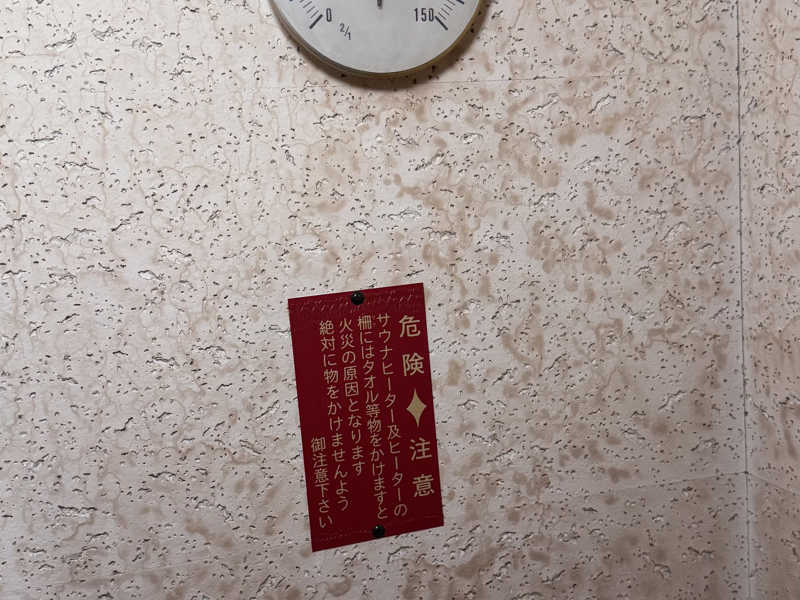 0
2/1
150
危険✦注意
サウナヒーター及ヒーターの
柵にはタオル等物をかけますと
火災の原因となります
絶対に物をかけませんよう
御注意下さい